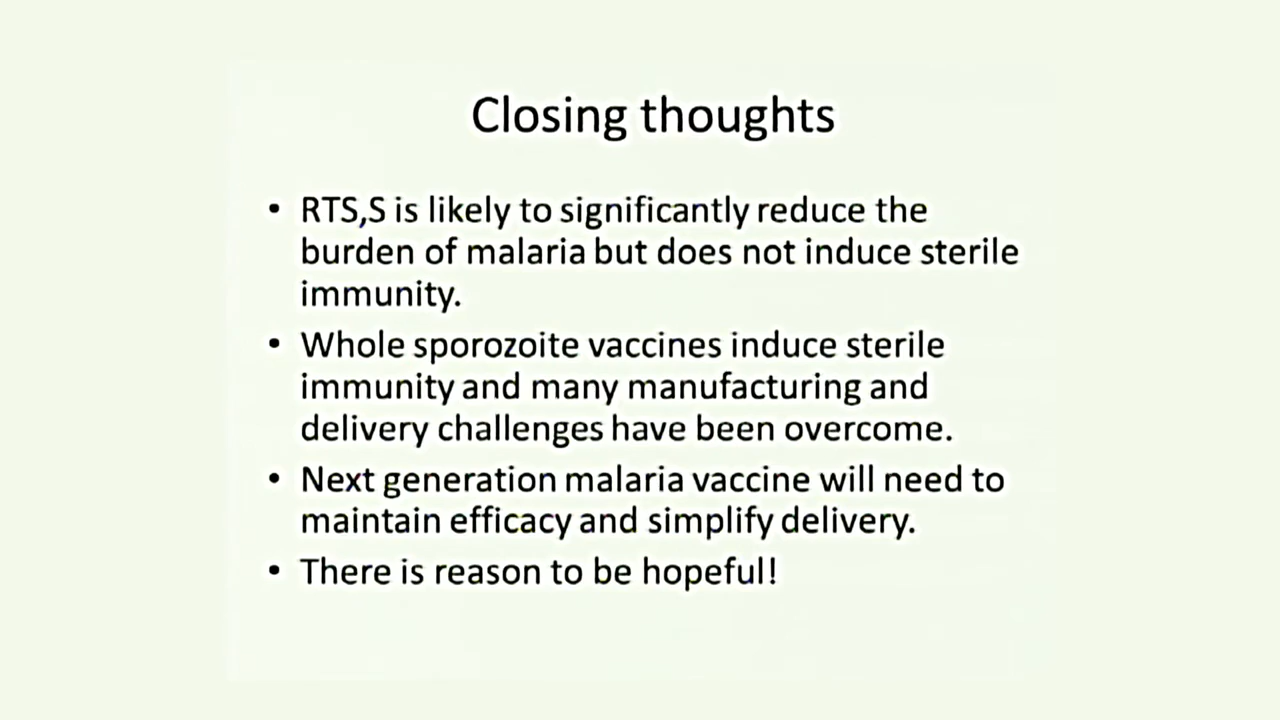 Closing thoughts
• RTS,S is likely to significantly reduce the
burden of malaria but does not induce sterile
immunity.
• Whole sporozoite vaccines induce sterile
immunity and many manufacturing and
delivery challenges have been overcome.
• Next generation malaria vaccine will need to
maintain efficacy and simplify delivery.
• There is reason to be hopeful!